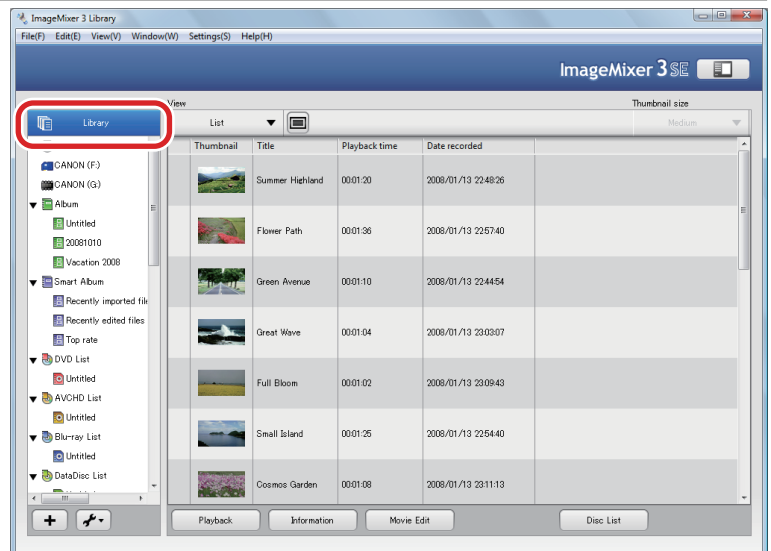 ImageMixer 3 Library
File(F) Edit(E) View(V) Window(W) Settings(S) Help(H)
ImageMixer 3 SE
View
Thumbnail size
Library
List
Medium
Thumbnail Title Playback time Date recorded
CANON (F:)
CANON (G:)
Album
Untitled
20081010
Vacation 2008
Smart Album
Recently imported file
Recently edited files
Top rate
DVD List
Untitled
AVCHD List
Untitled
Blu-ray List
Untitled
DataDisc List
Summer Highland 00:01:20 2008/01/13 22:48:26
Flower Path 00:01:36 2008/01/13 22:57:40
Green Avenue 00:01:10 2008/01/13 22:44:54
Great Wave 00:01:04 2008/01/13 23:03:07
Full Bloom 00:01:02 2008/01/13 23:09:43
Small Island 00:01:25 2008/01/13 22:54:40
Cosmos Garden 00:01:08 2008/01/13 23:11:13
Playback Information Movie Edit Disc List